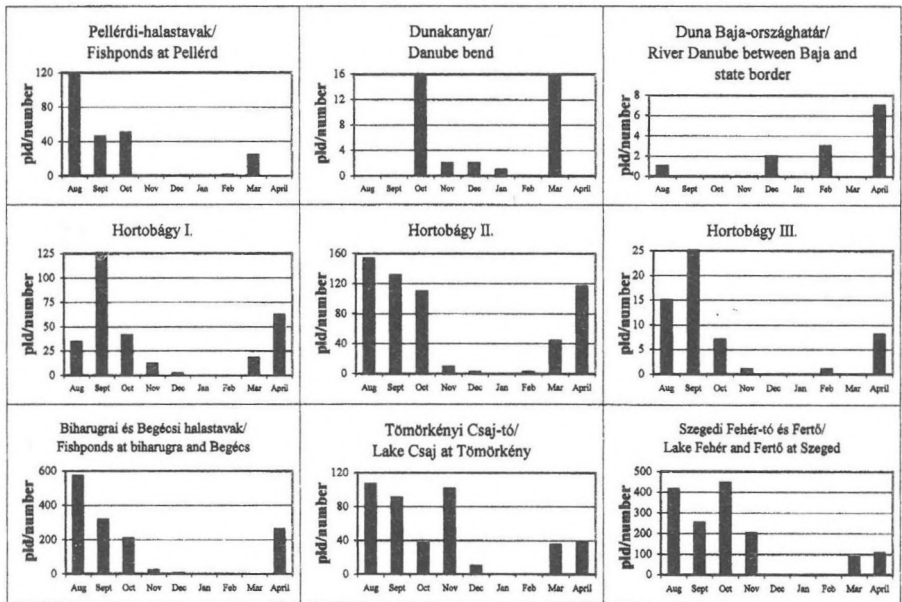 Pellérdi-halastavak/
Fishponds at Pellérd
pld/number
120
80
40
0
Aug Sept Oct Nov Dec Jan Feb Mar April
Dunakanyar/
Danube bend
pld/number
16
12
8
4
0
Aug Sept Oct Nov Dec Jan Feb Mar April
Duna Baja-országhatár/
River Danube between Baja and
state border
pld/number
8
6
4
2
0
Aug Sept Oct Nov Dec Jan Feb Mar April
Hortobágy I.
pld/number
125
100
75
50
25
0
Aug Sept Oct Nov Dec Jan Feb Mar April
Hortobágy II.
pld/number
160
120
80
40
0
Aug Sept Oct Nov Dec Jan Feb Mar April
Hortobágy III.
pld/number
25
20
15
10
5
0
Aug Sept Oct Nov Dec Jan Feb Mar April
Biharugrai és Begécsi halastavak/
Fishponds at biharugra and Begécs
pld/number
600
400
200
0
Aug Sept Oct Nov Dec Jan Feb Mar April
Tömörkényi Csaj-tó/
Lake Csaj at Tömörkény
pld/number
120
80
40
0
Aug Sept Oct Nov Dec Jan Feb Mar April
Szegedi Fehér-tó és Fertő/
Lake Fehér and Fertő at Szeged
pld/number
500
400
300
200
100
0
Aug Sept Oct Nov Dec Jan Feb Mar April